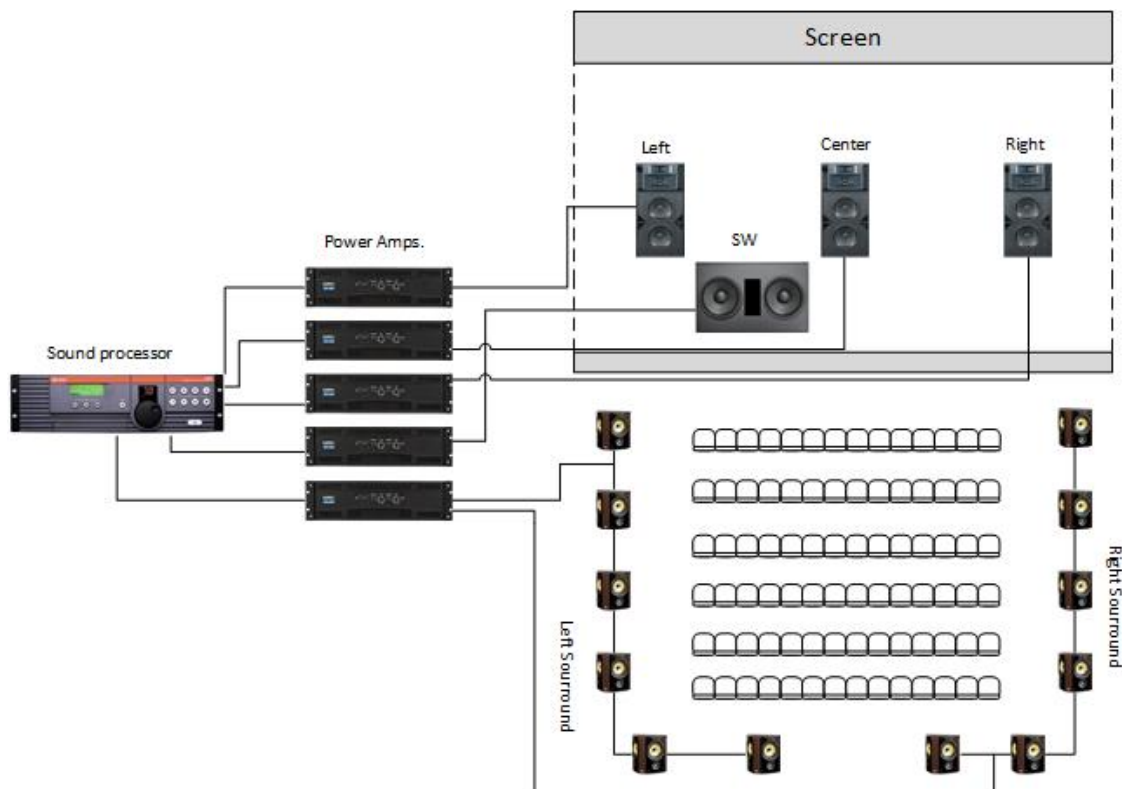 Screen
Left
Center
Right
SW
Power Amps.
Sound processor
Left Sourround
Right Sourround